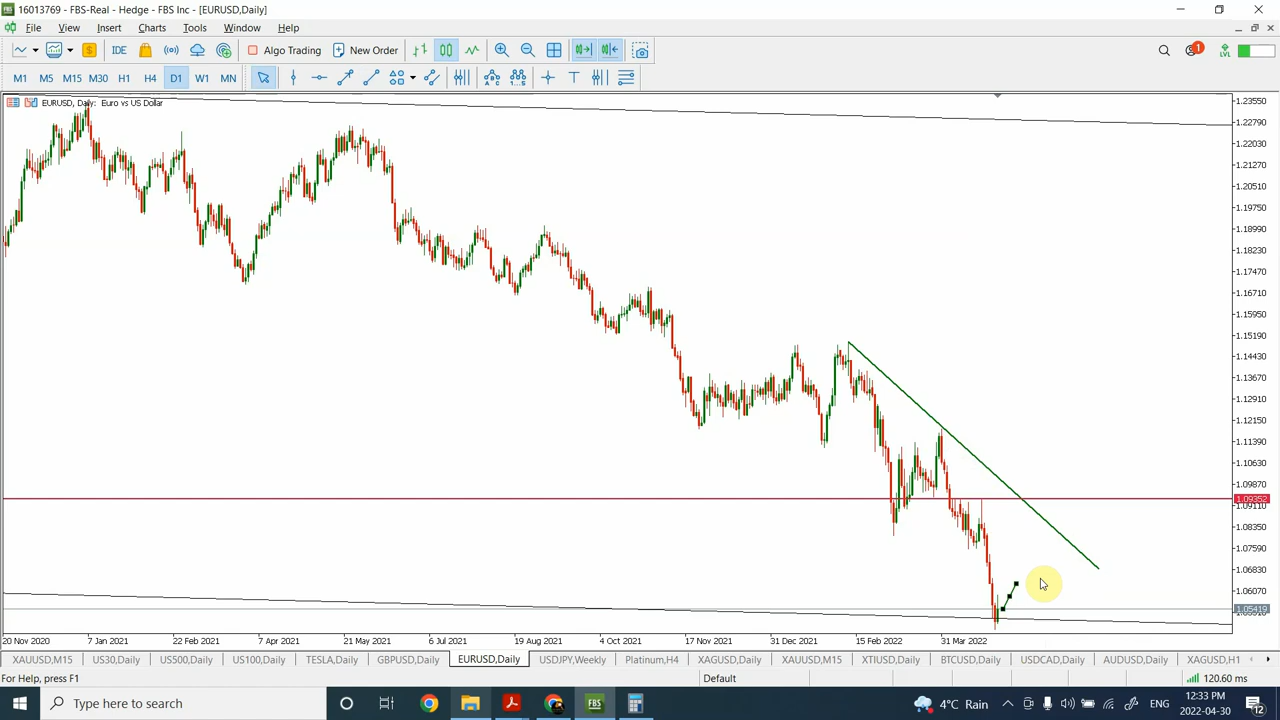 16013769 - FBS-Real - Hedge - FBS Inc - [EURUSD,Daily]
File View Insert Charts Tools Window Help
IDE Algo Trading New Order 1 LVL
M1 M5 M15 M30 H1 H4 D1 W1 MN
EURUSD, Daily: Euro vs US Dollar
1.23550
1.22790
1.22030
1.21270
1.20510
1.19750
1.18990
1.18230
1.17470
1.16710
1.15950
1.15190
1.14430
1.13670
1.12910
1.12150
1.11390
1.10630
1.09870
1.09352
1.09110
1.08350
1.07590
1.06830
1.06070
1.05419
20 Nov 2020 7 Jan 2021 22 Feb 2021 7 Apr 2021 21 May 2021 6 Jul 2021 19 Aug 2021 4 Oct 2021 17 Nov 2021 31 Dec 2021 15 Feb 2022 31 Mar 2022
XAUUSD,M15 US30,Daily US500,Daily US100,Daily TESLA,Daily GBPUSD,Daily EURUSD,Daily USDJPY,Weekly Platinum,H4 XAGUSD,Daily XAUUSD,M15 XTIUSD,Daily BTCUSD,Daily USDCAD,Daily AUDUSD,Daily XAGUSD,H1
For Help, press F1 Default 120.60 ms
Type here to search 4°C Rain ENG 12:33 PM 2022-04-30 12